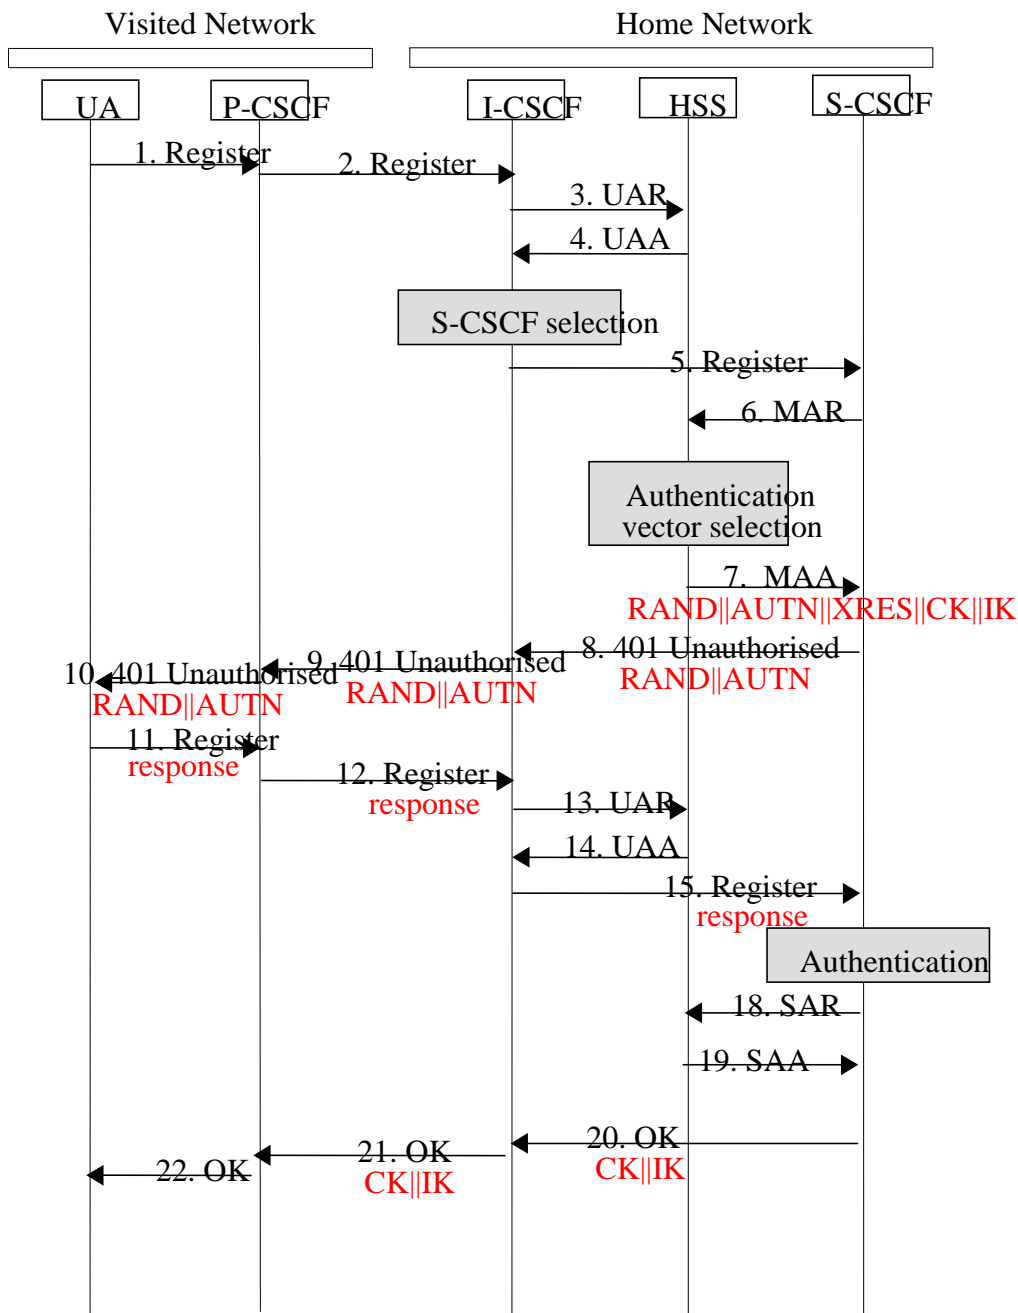 Visited Network
Home Network
UA
P-CSCF
I-CSCF
HSS
S-CSCF
1. Register
2. Register
3. UAR
4. UAA
S-CSCF selection
5. Register
6. MAR
Authentication
vector selection
7. MAA
RAND||AUTN||XRES||CK||IK
8. 401 Unauthorised
RAND||AUTN
9. 401 Unauthorised
RAND||AUTN
10. 401 Unauthorised
RAND||AUTN
11. Register
response
12. Register
response
13. UAR
14. UAA
15. Register
response
Authentication
18. SAR
19. SAA
20. OK
CK||IK
21. OK
CK||IK
22. OK